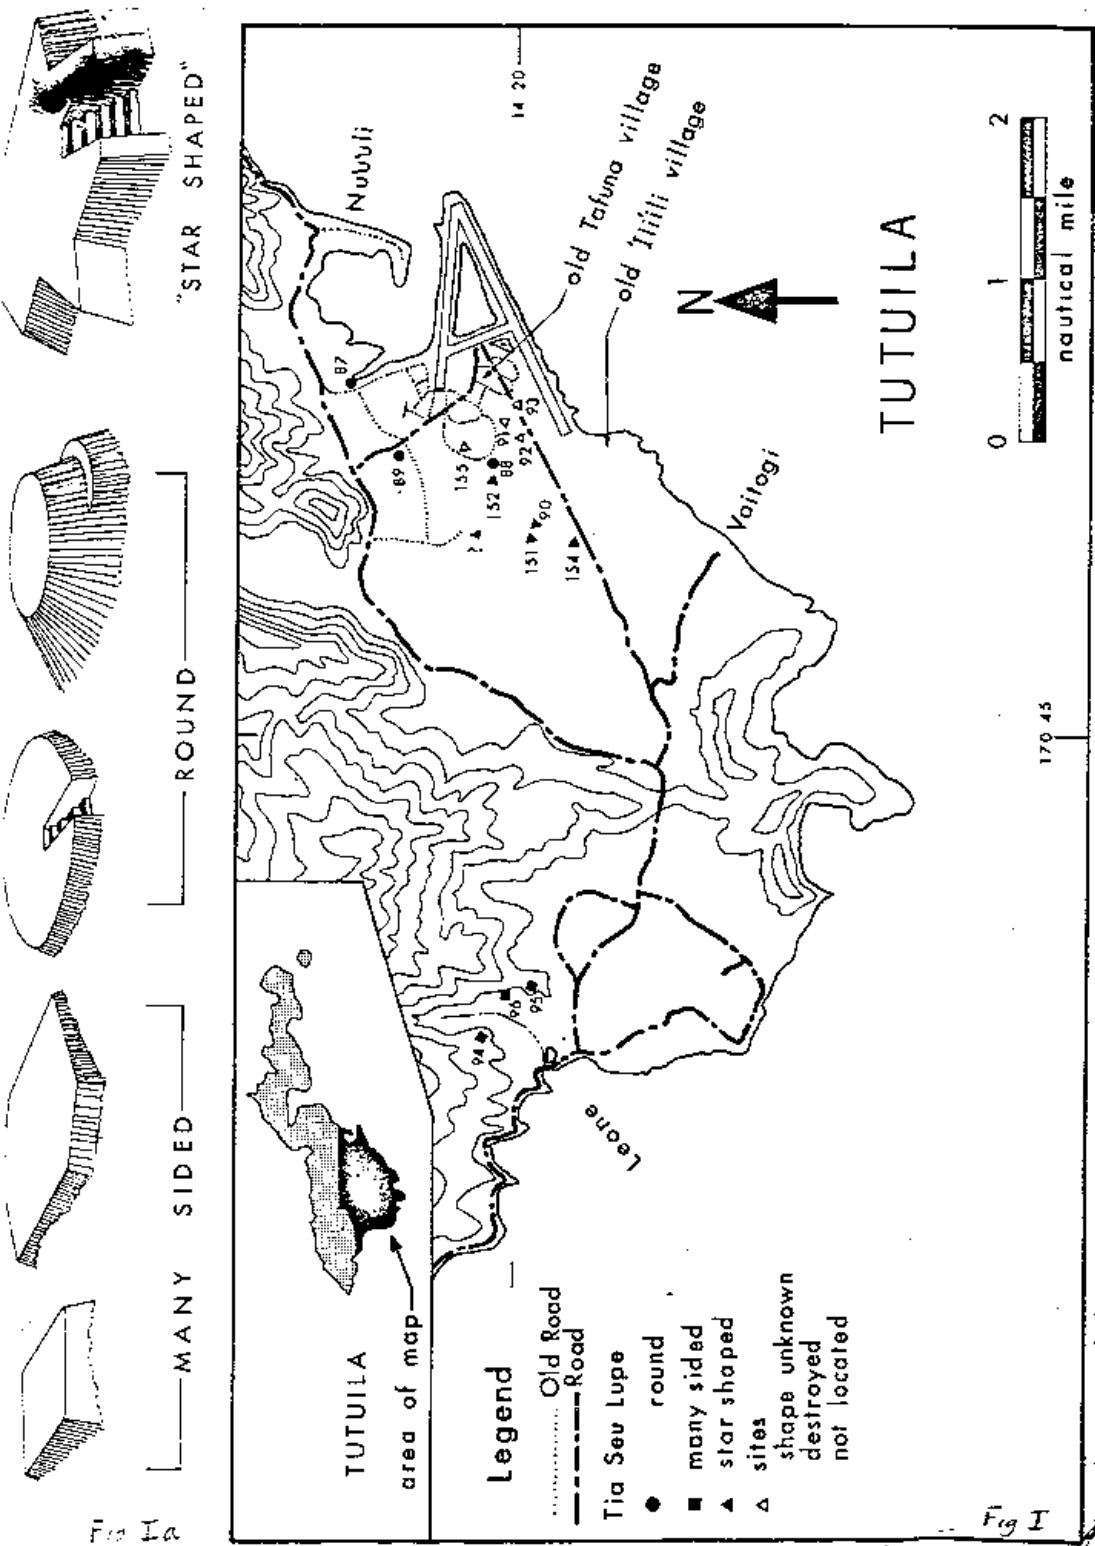 "STAR SHAPED"
ROUND
MANY SIDED
Fig Ia
TUTUILA
area of map
Legend
Old Road
Road
Tia Seu Lupe
round
many sided
star shaped
sites
shape unknown
destroyed
not located
Nuuuli
14 20
old Tafuna village
old 'Ili'ili village
N
TUTUILA
0 1 2
nautical mile
170 45
Vaitogi
Leone
87
89
155
152
88
91
92
93
?
151
90
154
96
95
94
Fig I